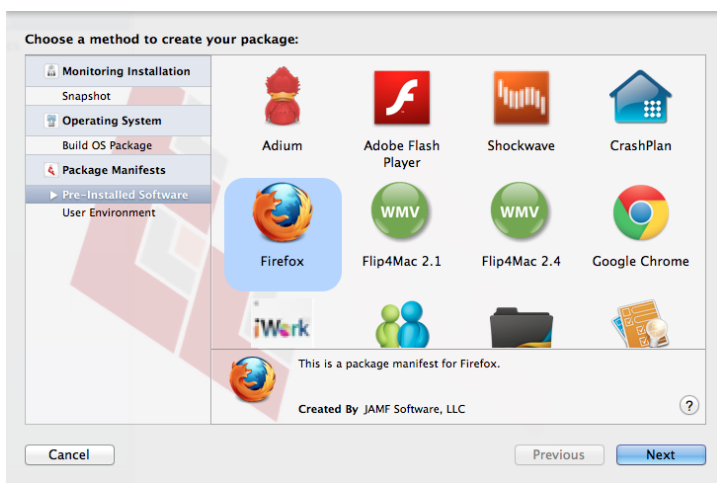 Choose a method to create your package:
Monitoring Installation
Snapshot
Operating System
Build OS Package
Package Manifests
Pre-Installed Software
User Environment
Adium
Adobe Flash
Player
Shockwave
CrashPlan
WMV
WMV
Firefox
Flip4Mac 2.1
Flip4Mac 2.4
Google Chrome
iWork
This is a package manifest for Firefox.
Created By JAMF Software, LLC
?
Cancel
Previous
Next